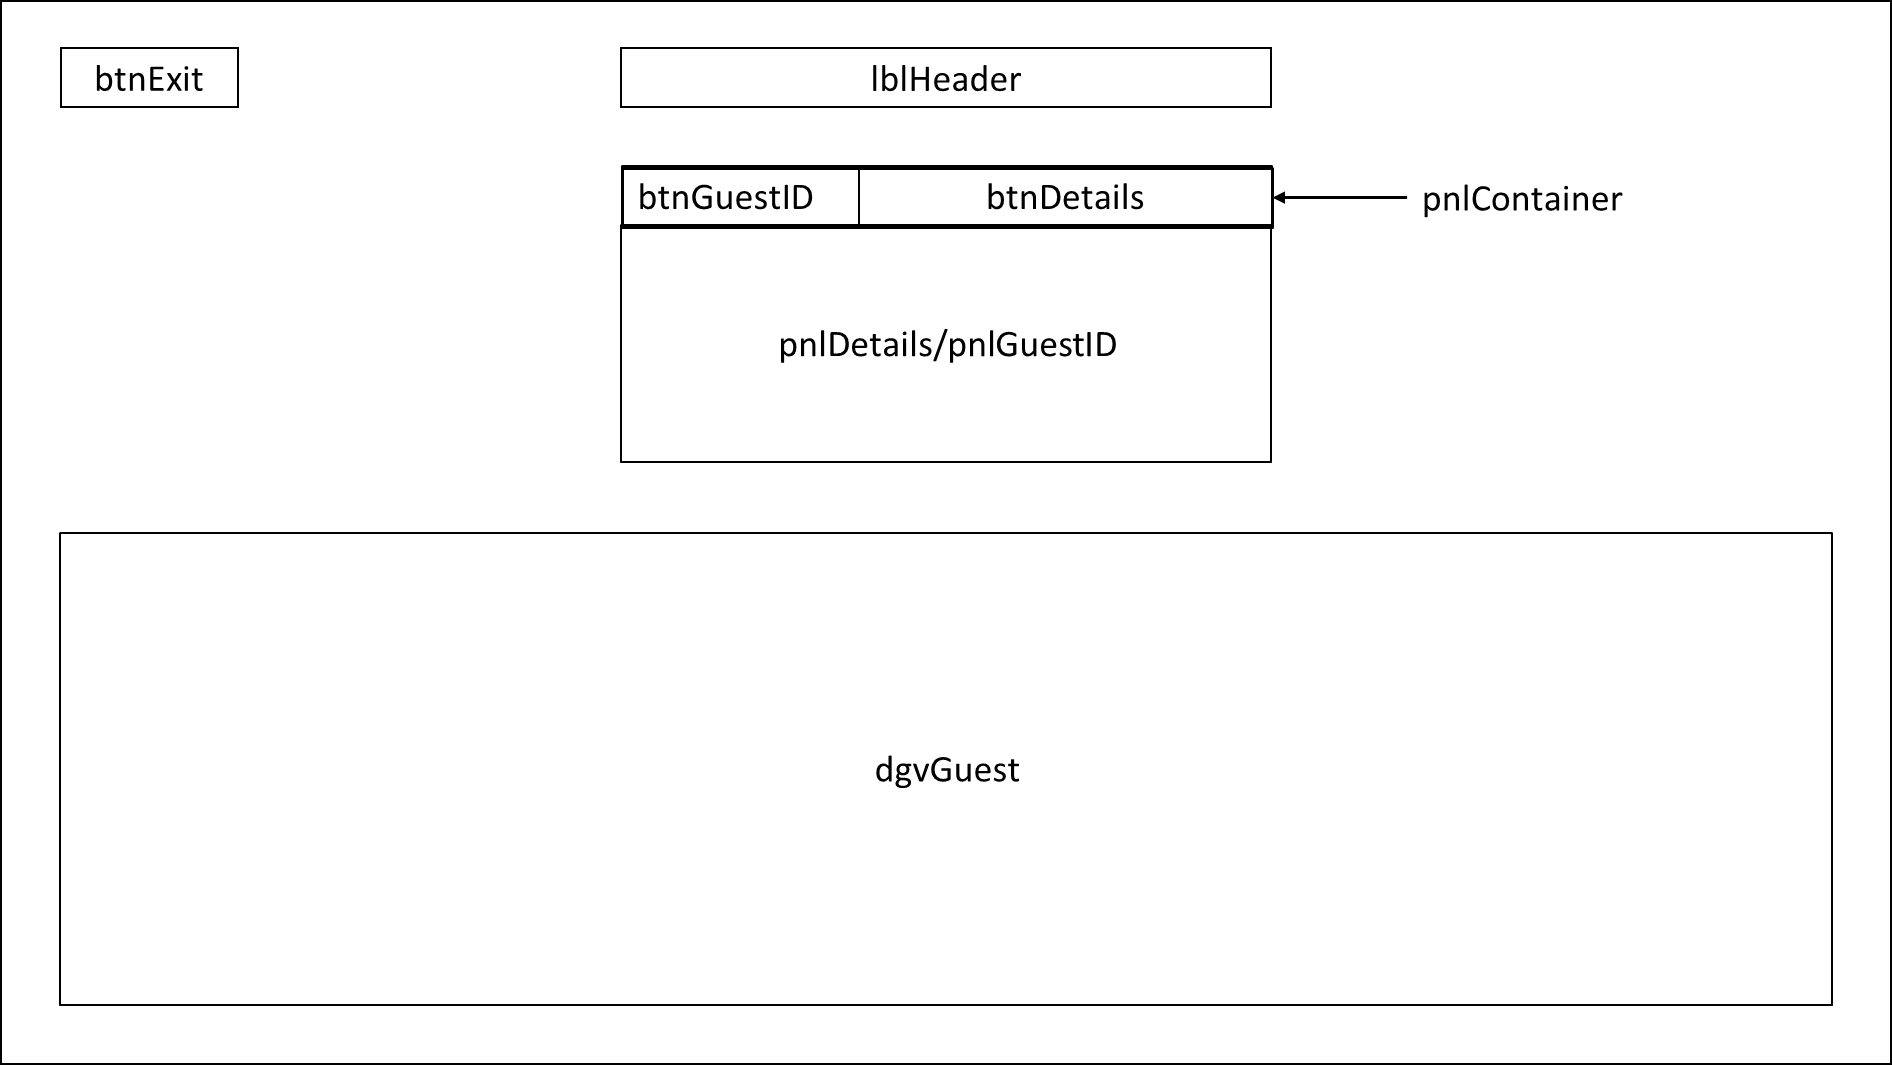 btnExit
lblHeader
btnGuestID
btnDetails
pnlContainer
pnlDetails/pnlGuestID
dgvGuest